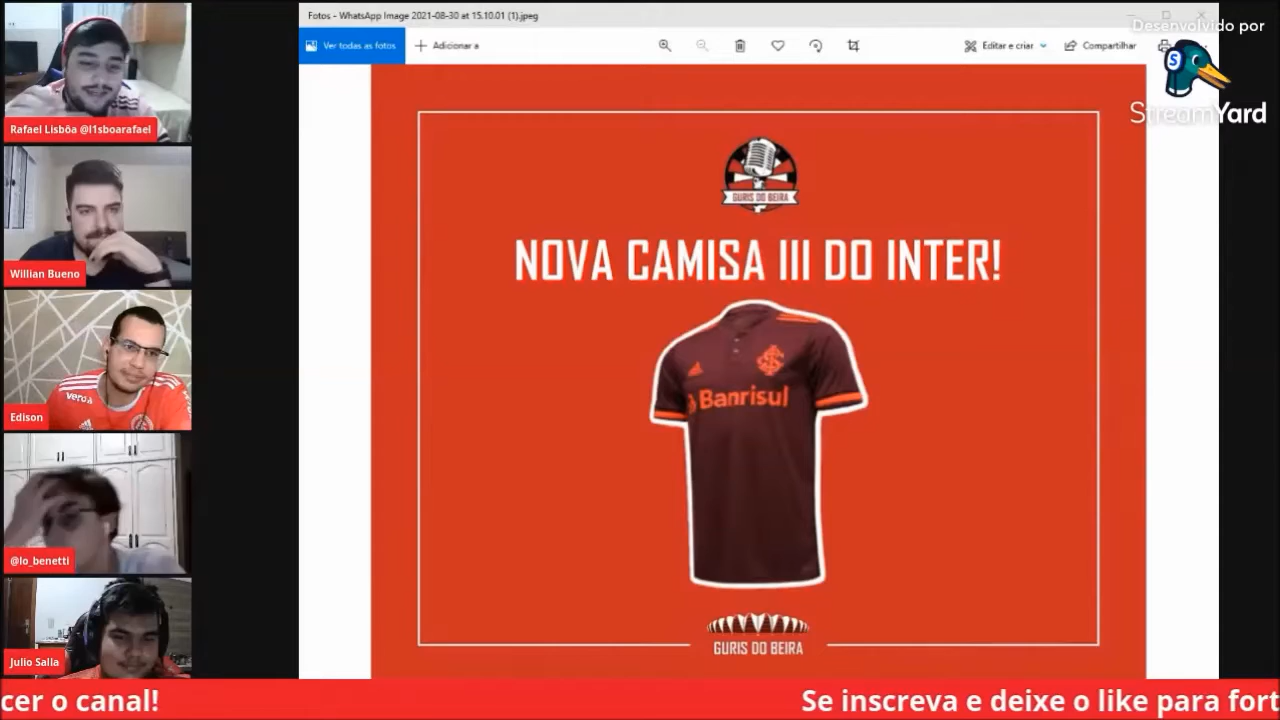 Fotos - WhatsApp Image 2021-08-30 at 15.10.01 (1).jpeg
Ver todas as fotos
Adicionar a
Editar e criar
Compartilhar
Desenvolvido por
S
StreamYard
GURIS DO BEIRA
NOVA CAMISA III DO INTER!
Banrisul
GURIS DO BEIRA
Rafael Lisbôa @l1sboarafael
Willian Bueno
vero
Edison
@lo_benetti
Julio Salla
cer o canal!
Se inscreva e deixe o like para fort